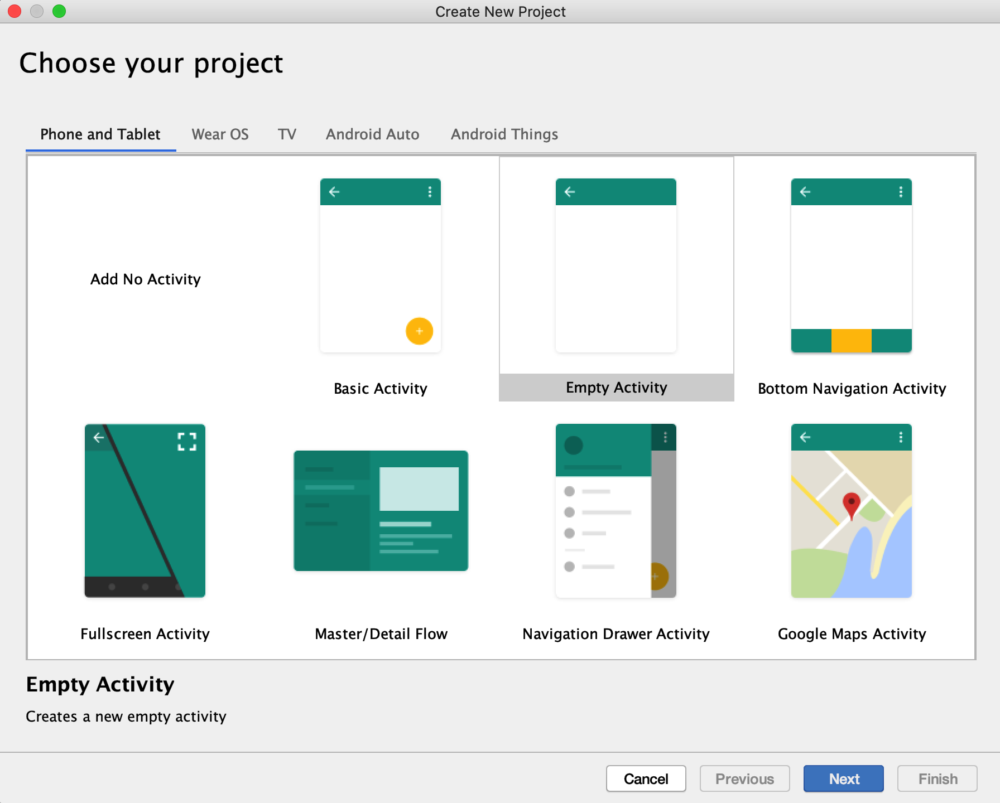 Create New Project
Choose your project
Phone and Tablet Wear OS TV Android Auto Android Things
Add No Activity
Basic Activity
Empty Activity
Bottom Navigation Activity
Fullscreen Activity
Master/Detail Flow
Navigation Drawer Activity
Google Maps Activity
Empty Activity
Creates a new empty activity
Cancel Previous Next Finish